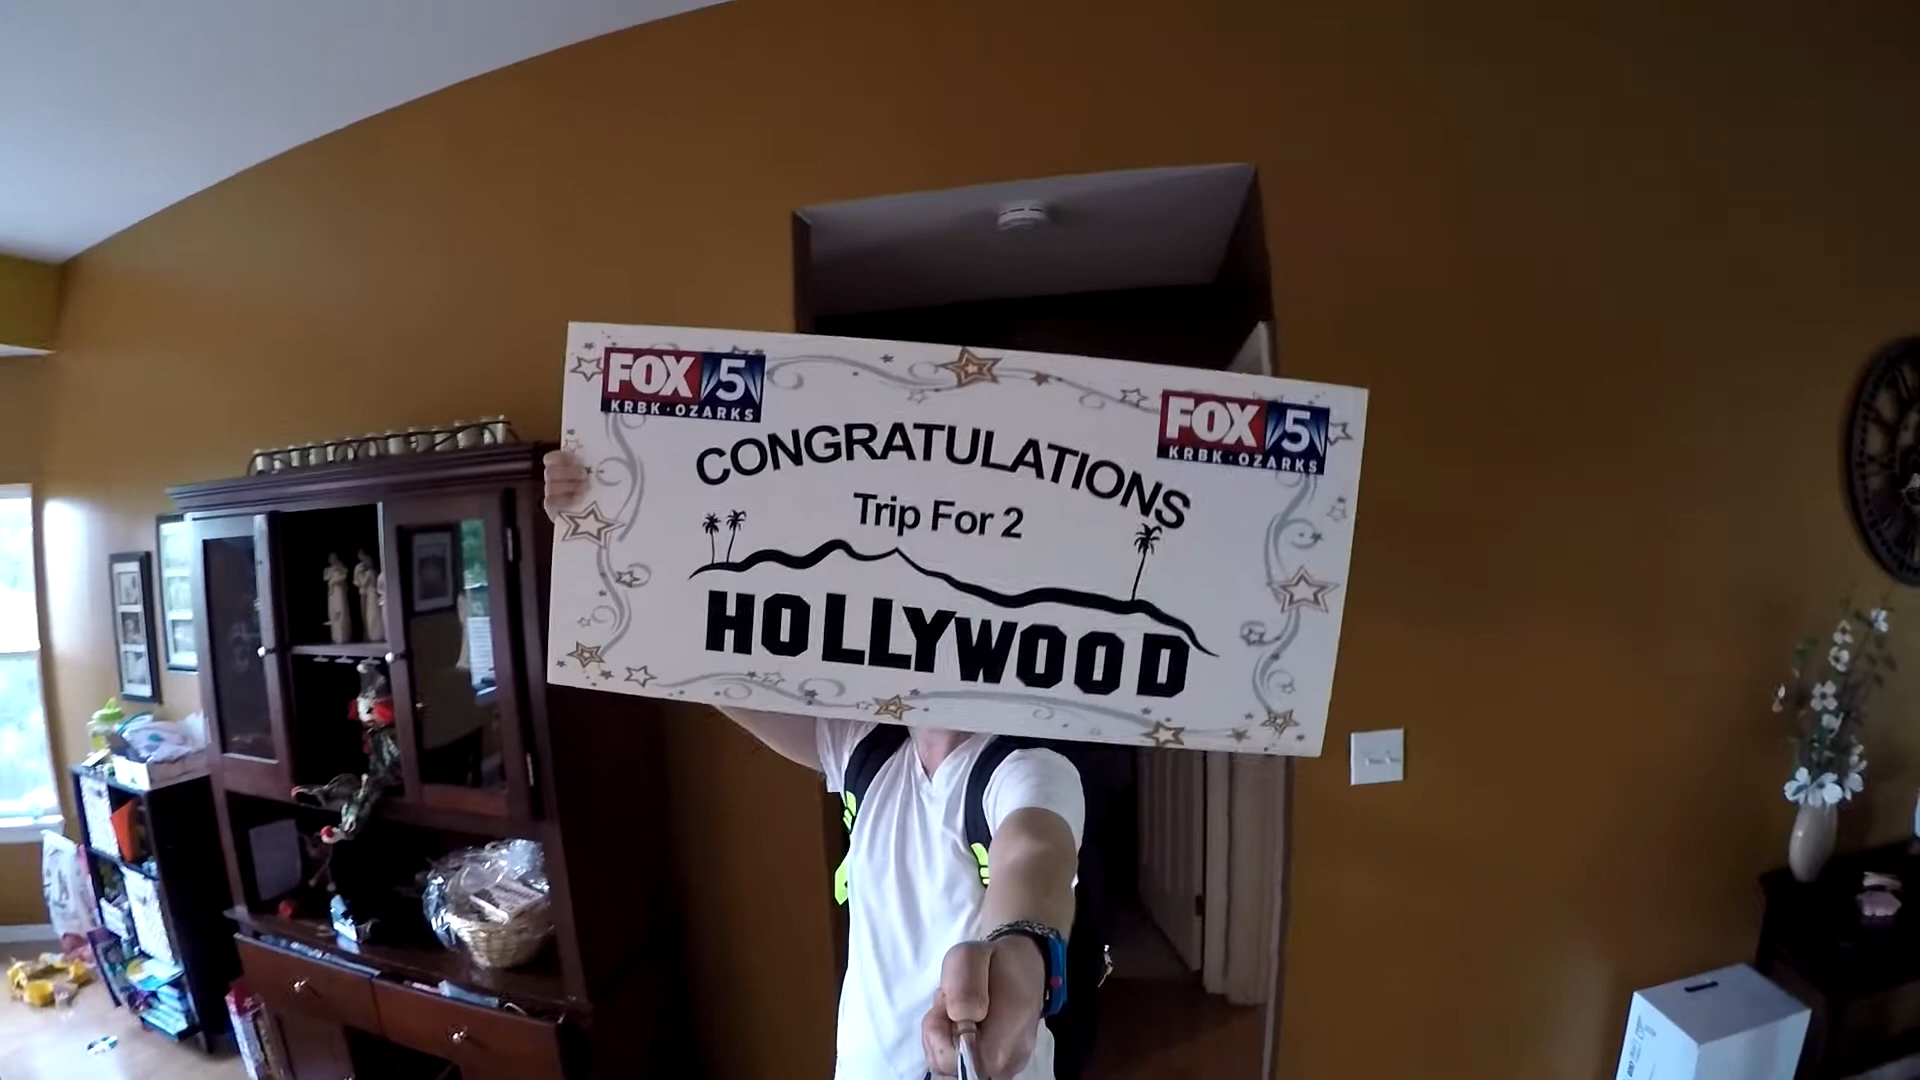 FOX 5
KRBK · OZARKS
FOX 5
KRBK · OZARKS
CONGRATULATIONS
Trip For 2
HOLLYWOOD